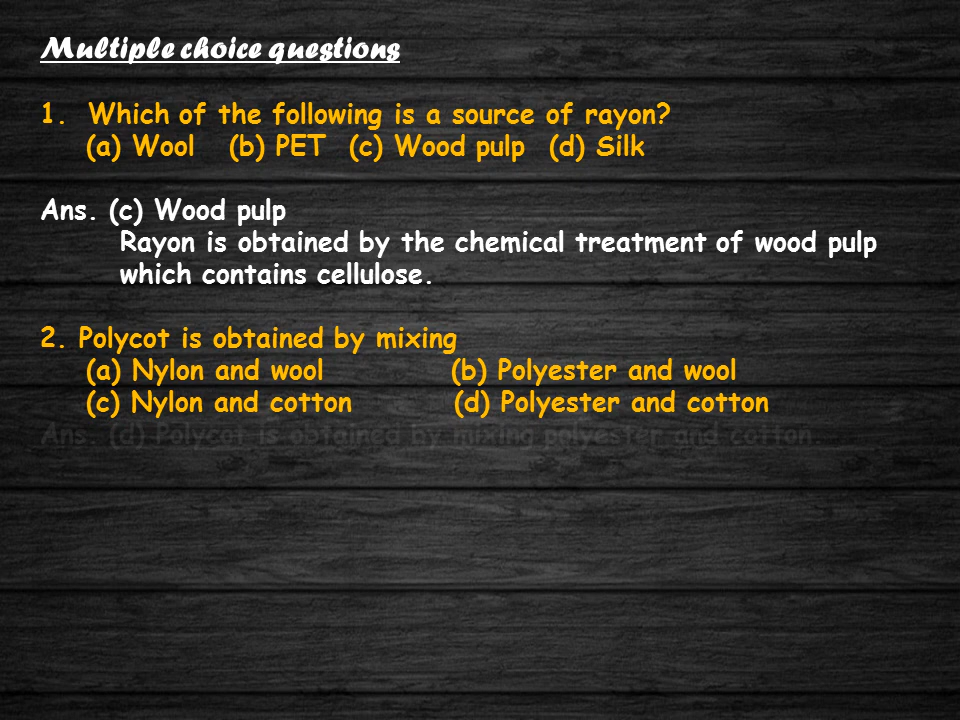 Multiple choice questions
1. Which of the following is a source of rayon?
(a) Wool (b) PET (c) Wood pulp (d) Silk
Ans. (c) Wood pulp
Rayon is obtained by the chemical treatment of wood pulp
which contains cellulose.
2. Polycot is obtained by mixing
(a) Nylon and wool (b) Polyester and wool
(c) Nylon and cotton (d) Polyester and cotton
Ans. (d) Polycot is obtained by mixing polyester and cotton.